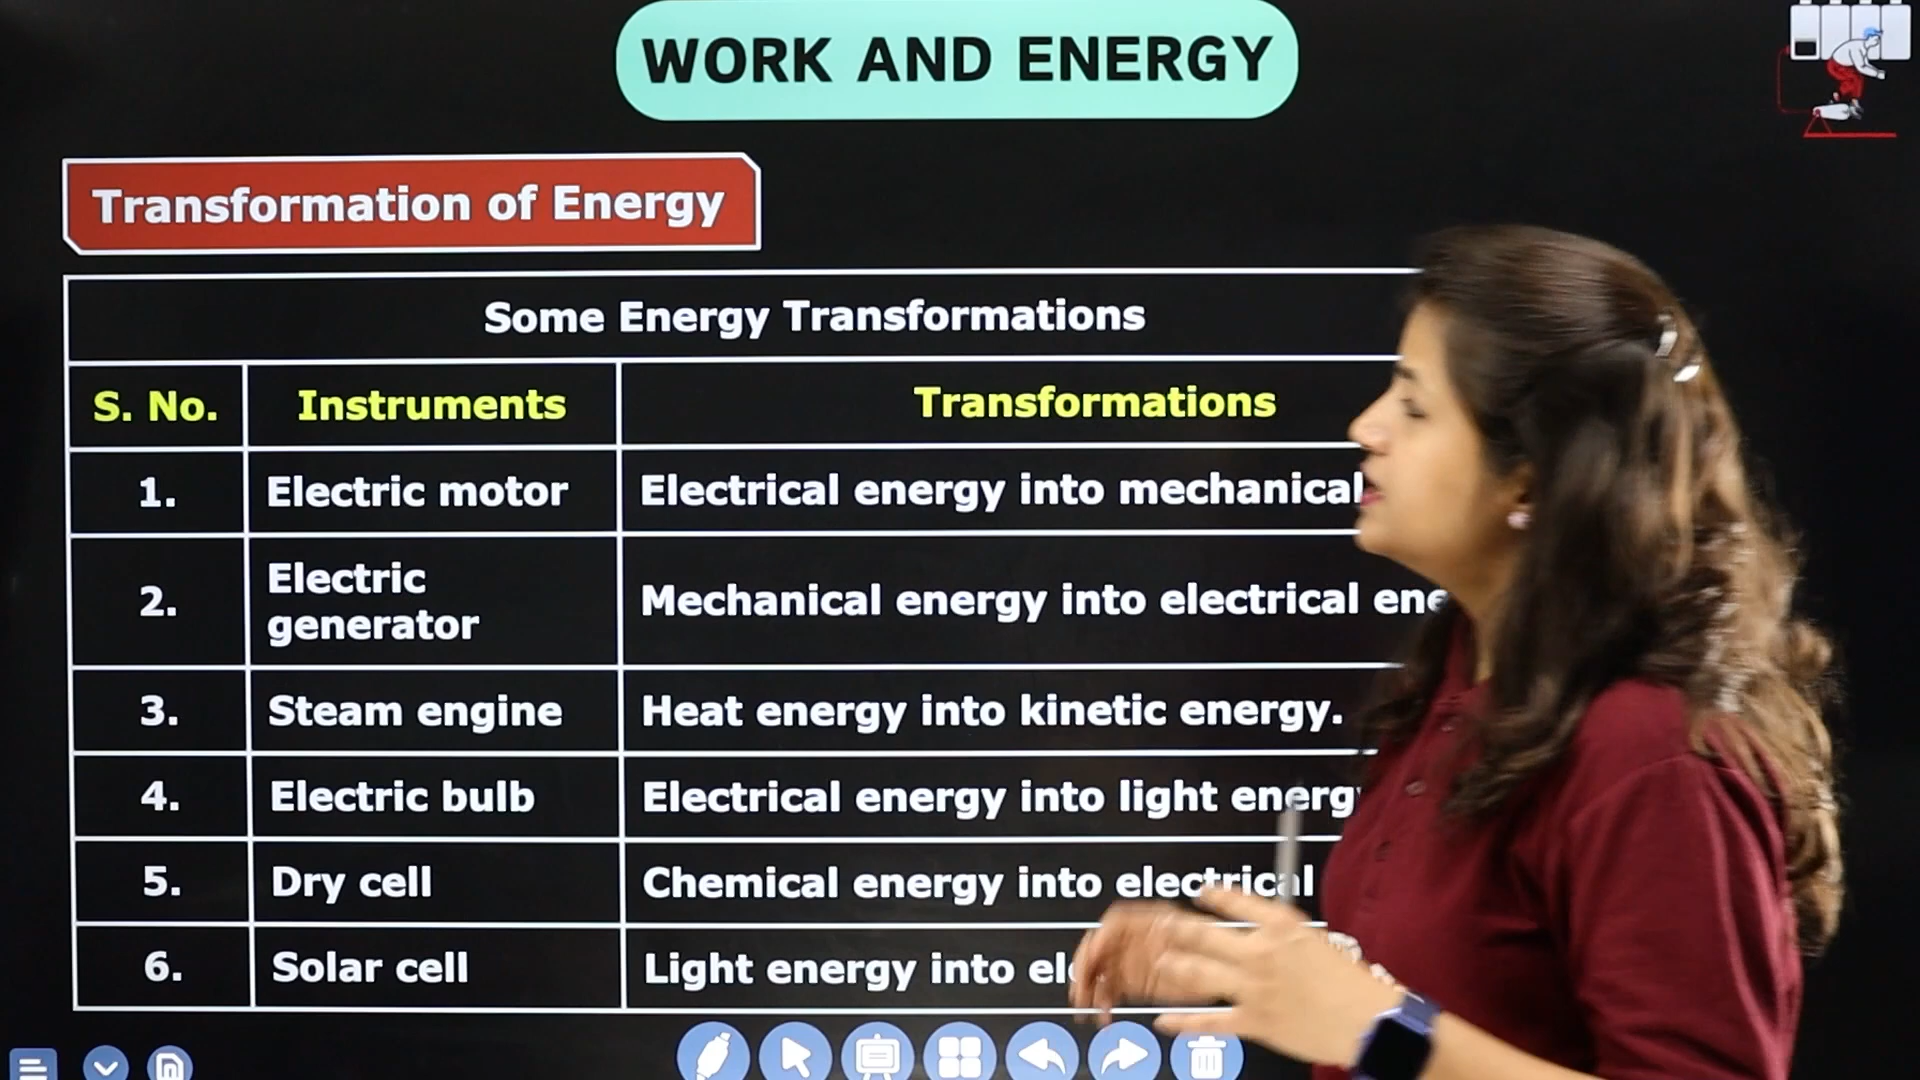 WORK AND ENERGY
Transformation of Energy
Some Energy Transformations
S. No. Instruments Transformations
1. Electric motor Electrical energy into mechanical
2. Electric generator Mechanical energy into electrical
3. Steam engine Heat energy into kinetic energy.
4. Electric bulb Electrical energy into light
5. Dry cell Chemical energy into electrical
6. Solar cell Light energy into